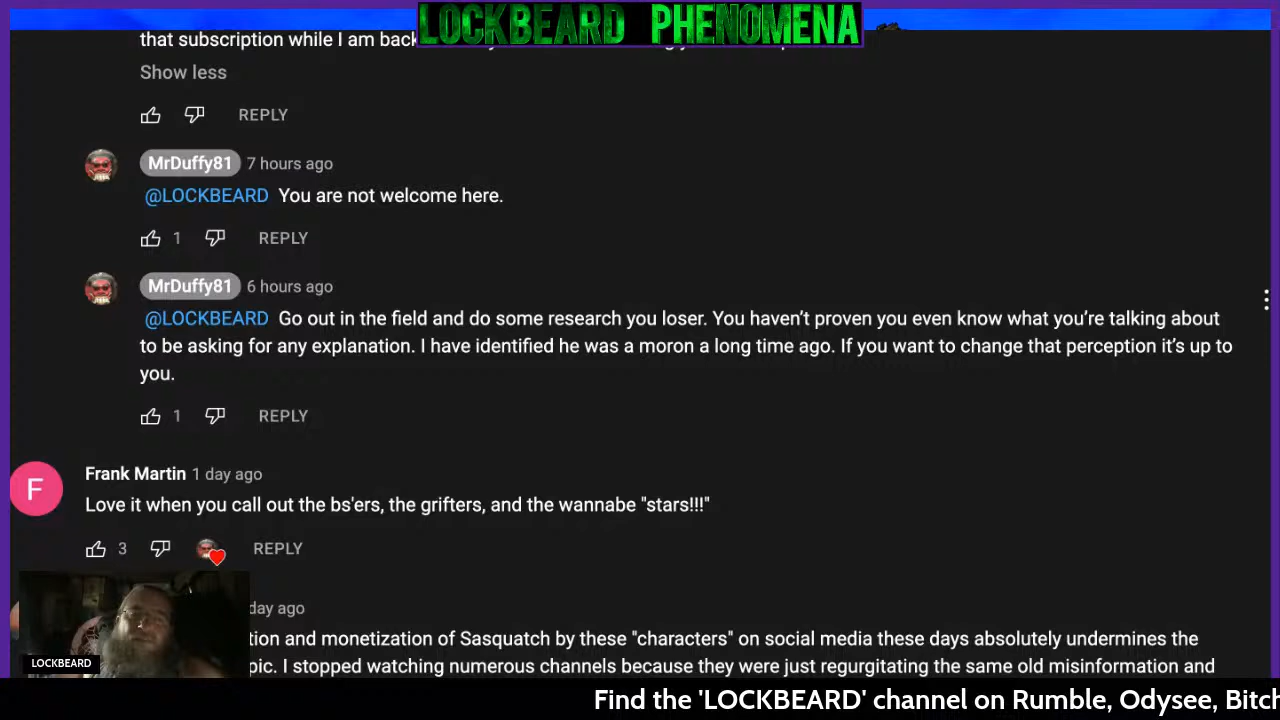 LOCKBEARD PHENOMENA
that subscription while I am back
Show less
REPLY
MrDuffy81 7 hours ago
@LOCKBEARD You are not welcome here.
1 REPLY
MrDuffy81 6 hours ago
@LOCKBEARD Go out in the field and do some research you loser. You haven't proven you even know what you're talking about
to be asking for any explanation. I have identified he was a moron a long time ago. If you want to change that perception it's up to
you.
1 REPLY
F
Frank Martin 1 day ago
Love it when you call out the bs'ers, the grifters, and the wannabe "stars!!!"
3 REPLY
day ago
tion and monetization of Sasquatch by these "characters" on social media these days absolutely undermines the
LOCKBEARD
pic. I stopped watching numerous channels because they were just regurgitating the same old misinformation and
Find the 'LOCKBEARD' channel on Rumble, Odysee, Bitch